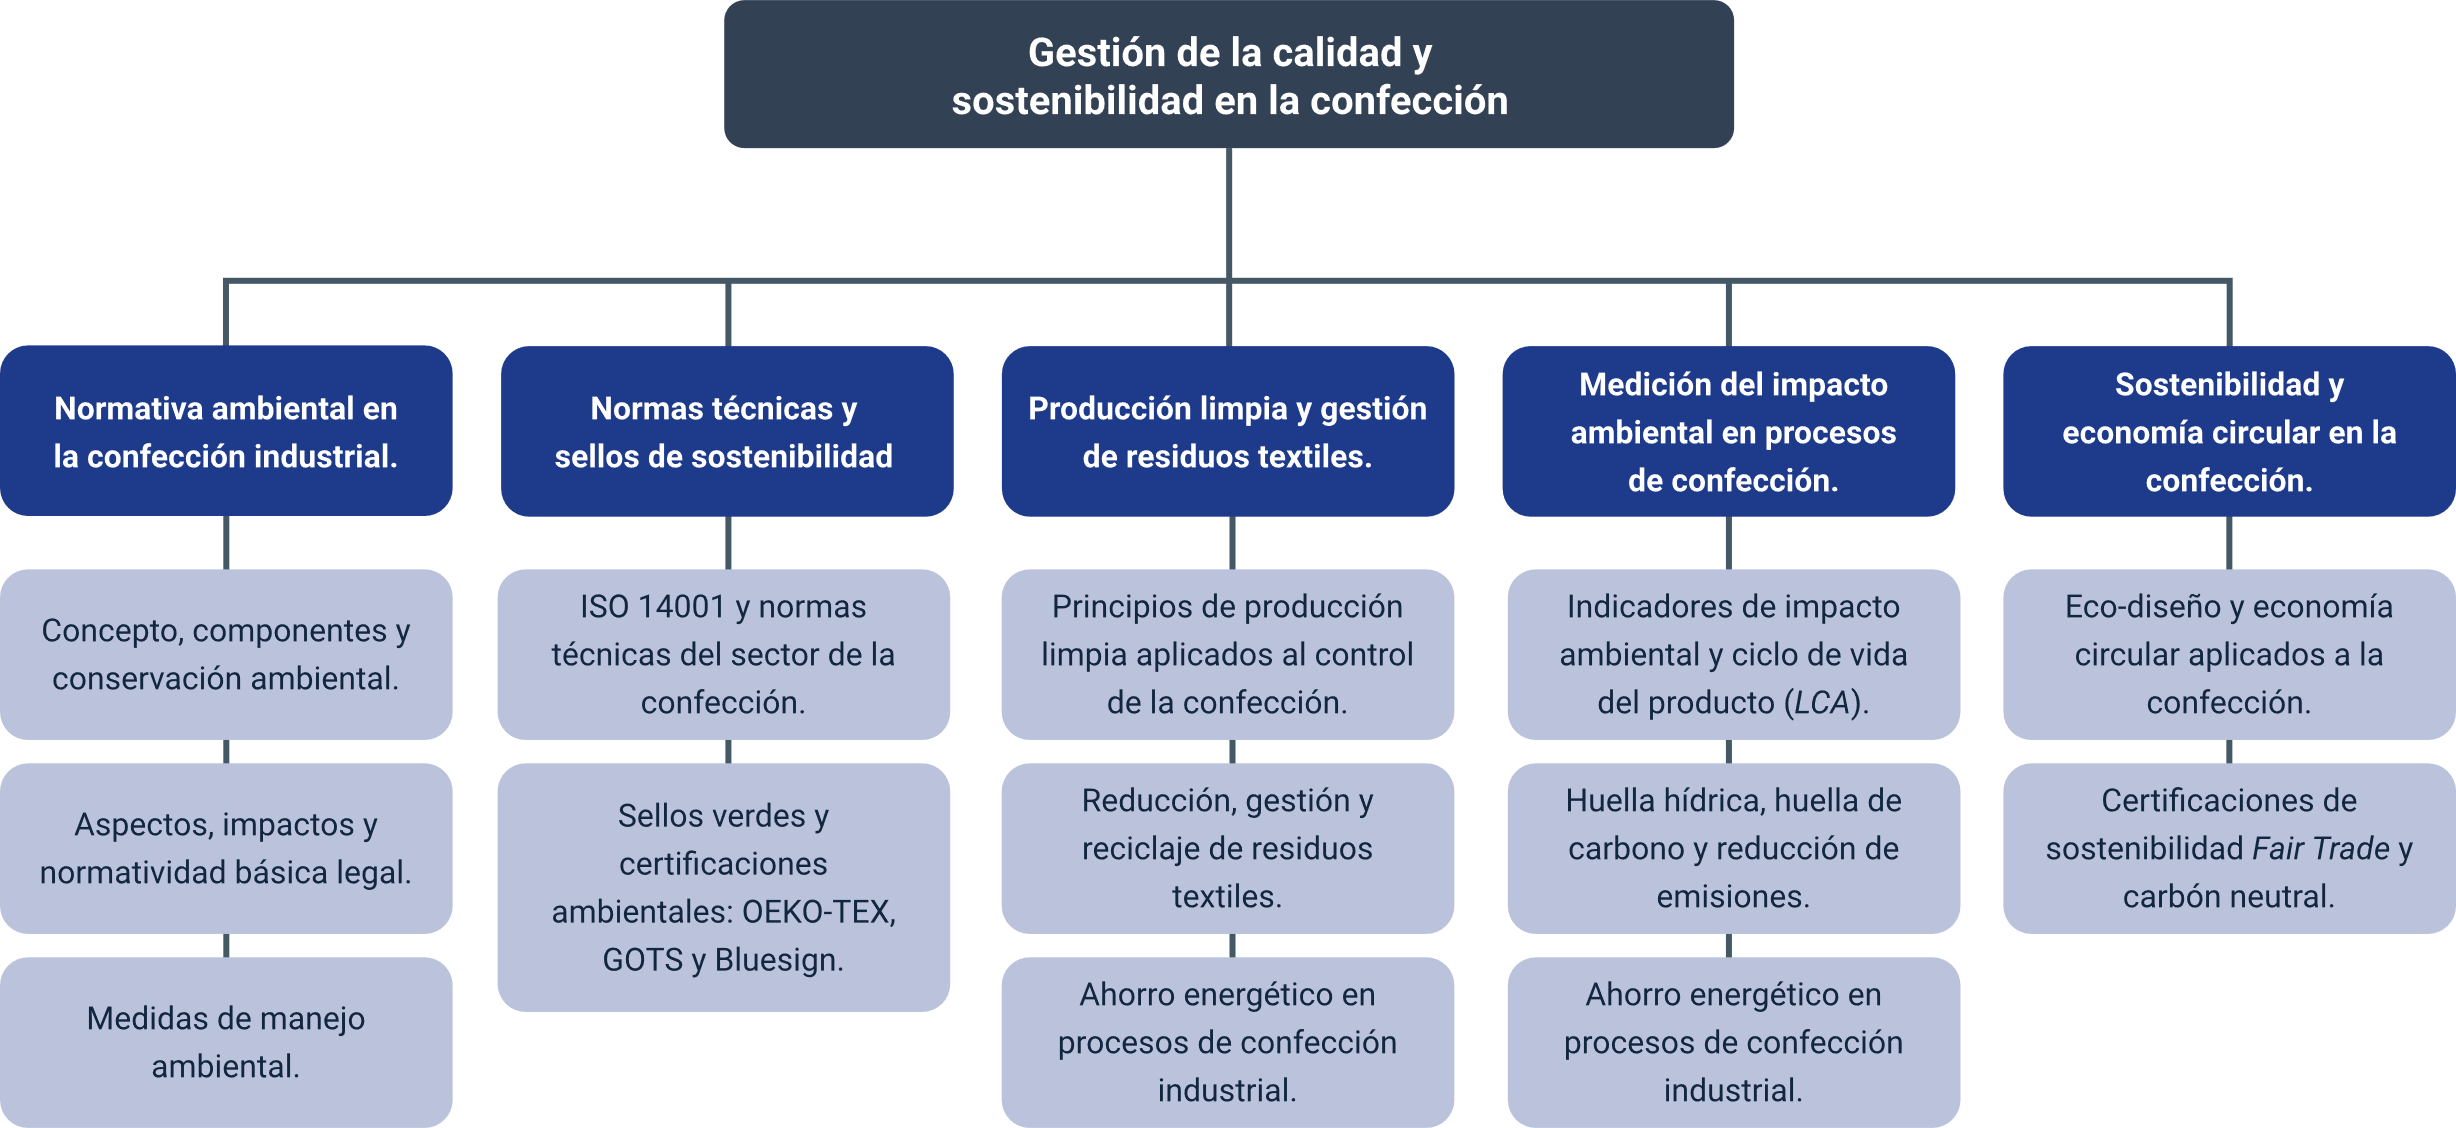 Gestión de la calidad y
sostenibilidad en la confección
Normativa ambiental en
la confección industrial.
Concepto, componentes y
conservación ambiental.
Aspectos, impactos y
normatividad básica legal.
Medidas de manejo
ambiental.
Normas técnicas y
sellos de sostenibilidad
ISO 14001 y normas
técnicas del sector de la
confección.
Sellos verdes y
certificaciones
ambientales: OEKO-TEX,
GOTS y Bluesign.
Producción limpia y gestión
de residuos textiles.
Principios de producción
limpia aplicados al control
de la confección.
Reducción, gestión y
reciclaje de residuos
textiles.
Ahorro energético en
procesos de confección
industrial.
Medición del impacto
ambiental en procesos
de confección.
Indicadores de impacto
ambiental y ciclo de vida
del producto (LCA).
Huella hídrica, huella de
carbono y reducción de
emisiones.
Ahorro energético en
procesos de confección
industrial.
Sostenibilidad y
economía circular en la
confección.
Eco-diseño y economía
circular aplicados a la
confección.
Certificaciones de
sostenibilidad Fair Trade y
carbón neutral.